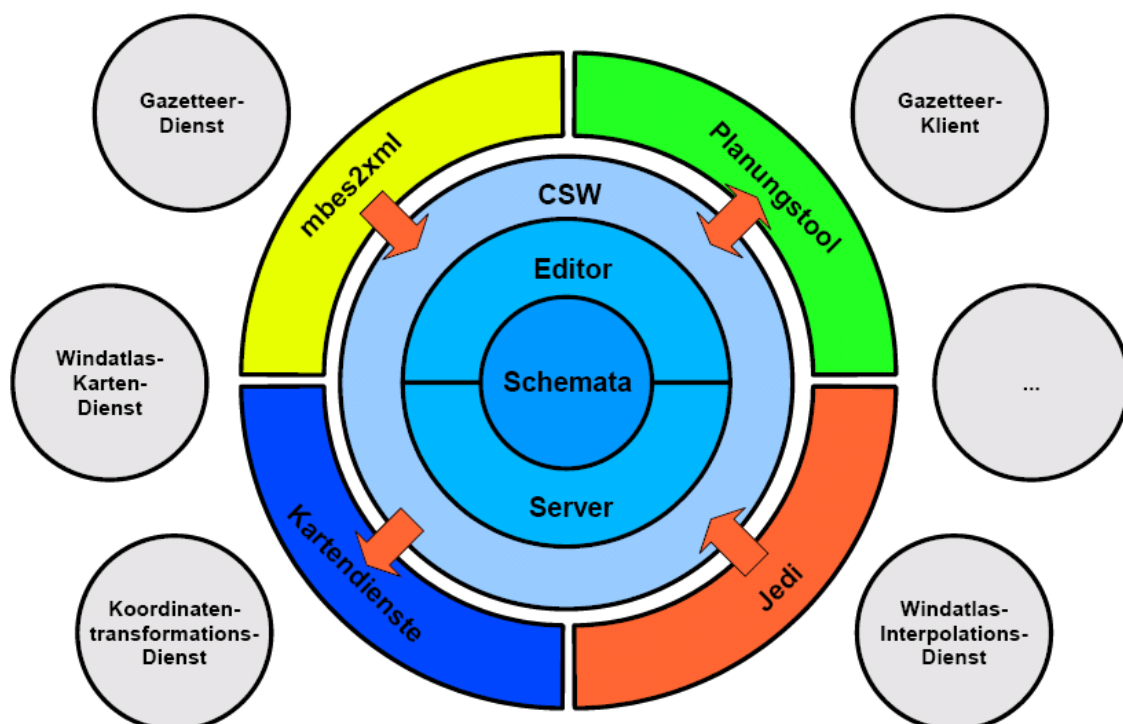 Gazetteer-
Dienst
Gazetteer-
Klient
mbes2xml
Planungstool
CSW
Editor
Schemata
Server
Windatlas-
Karten-
Dienst
...
Kartendienste
Jedi
Koordinaten-
transformations-
Dienst
Windatlas-
Interpolations-
Dienst